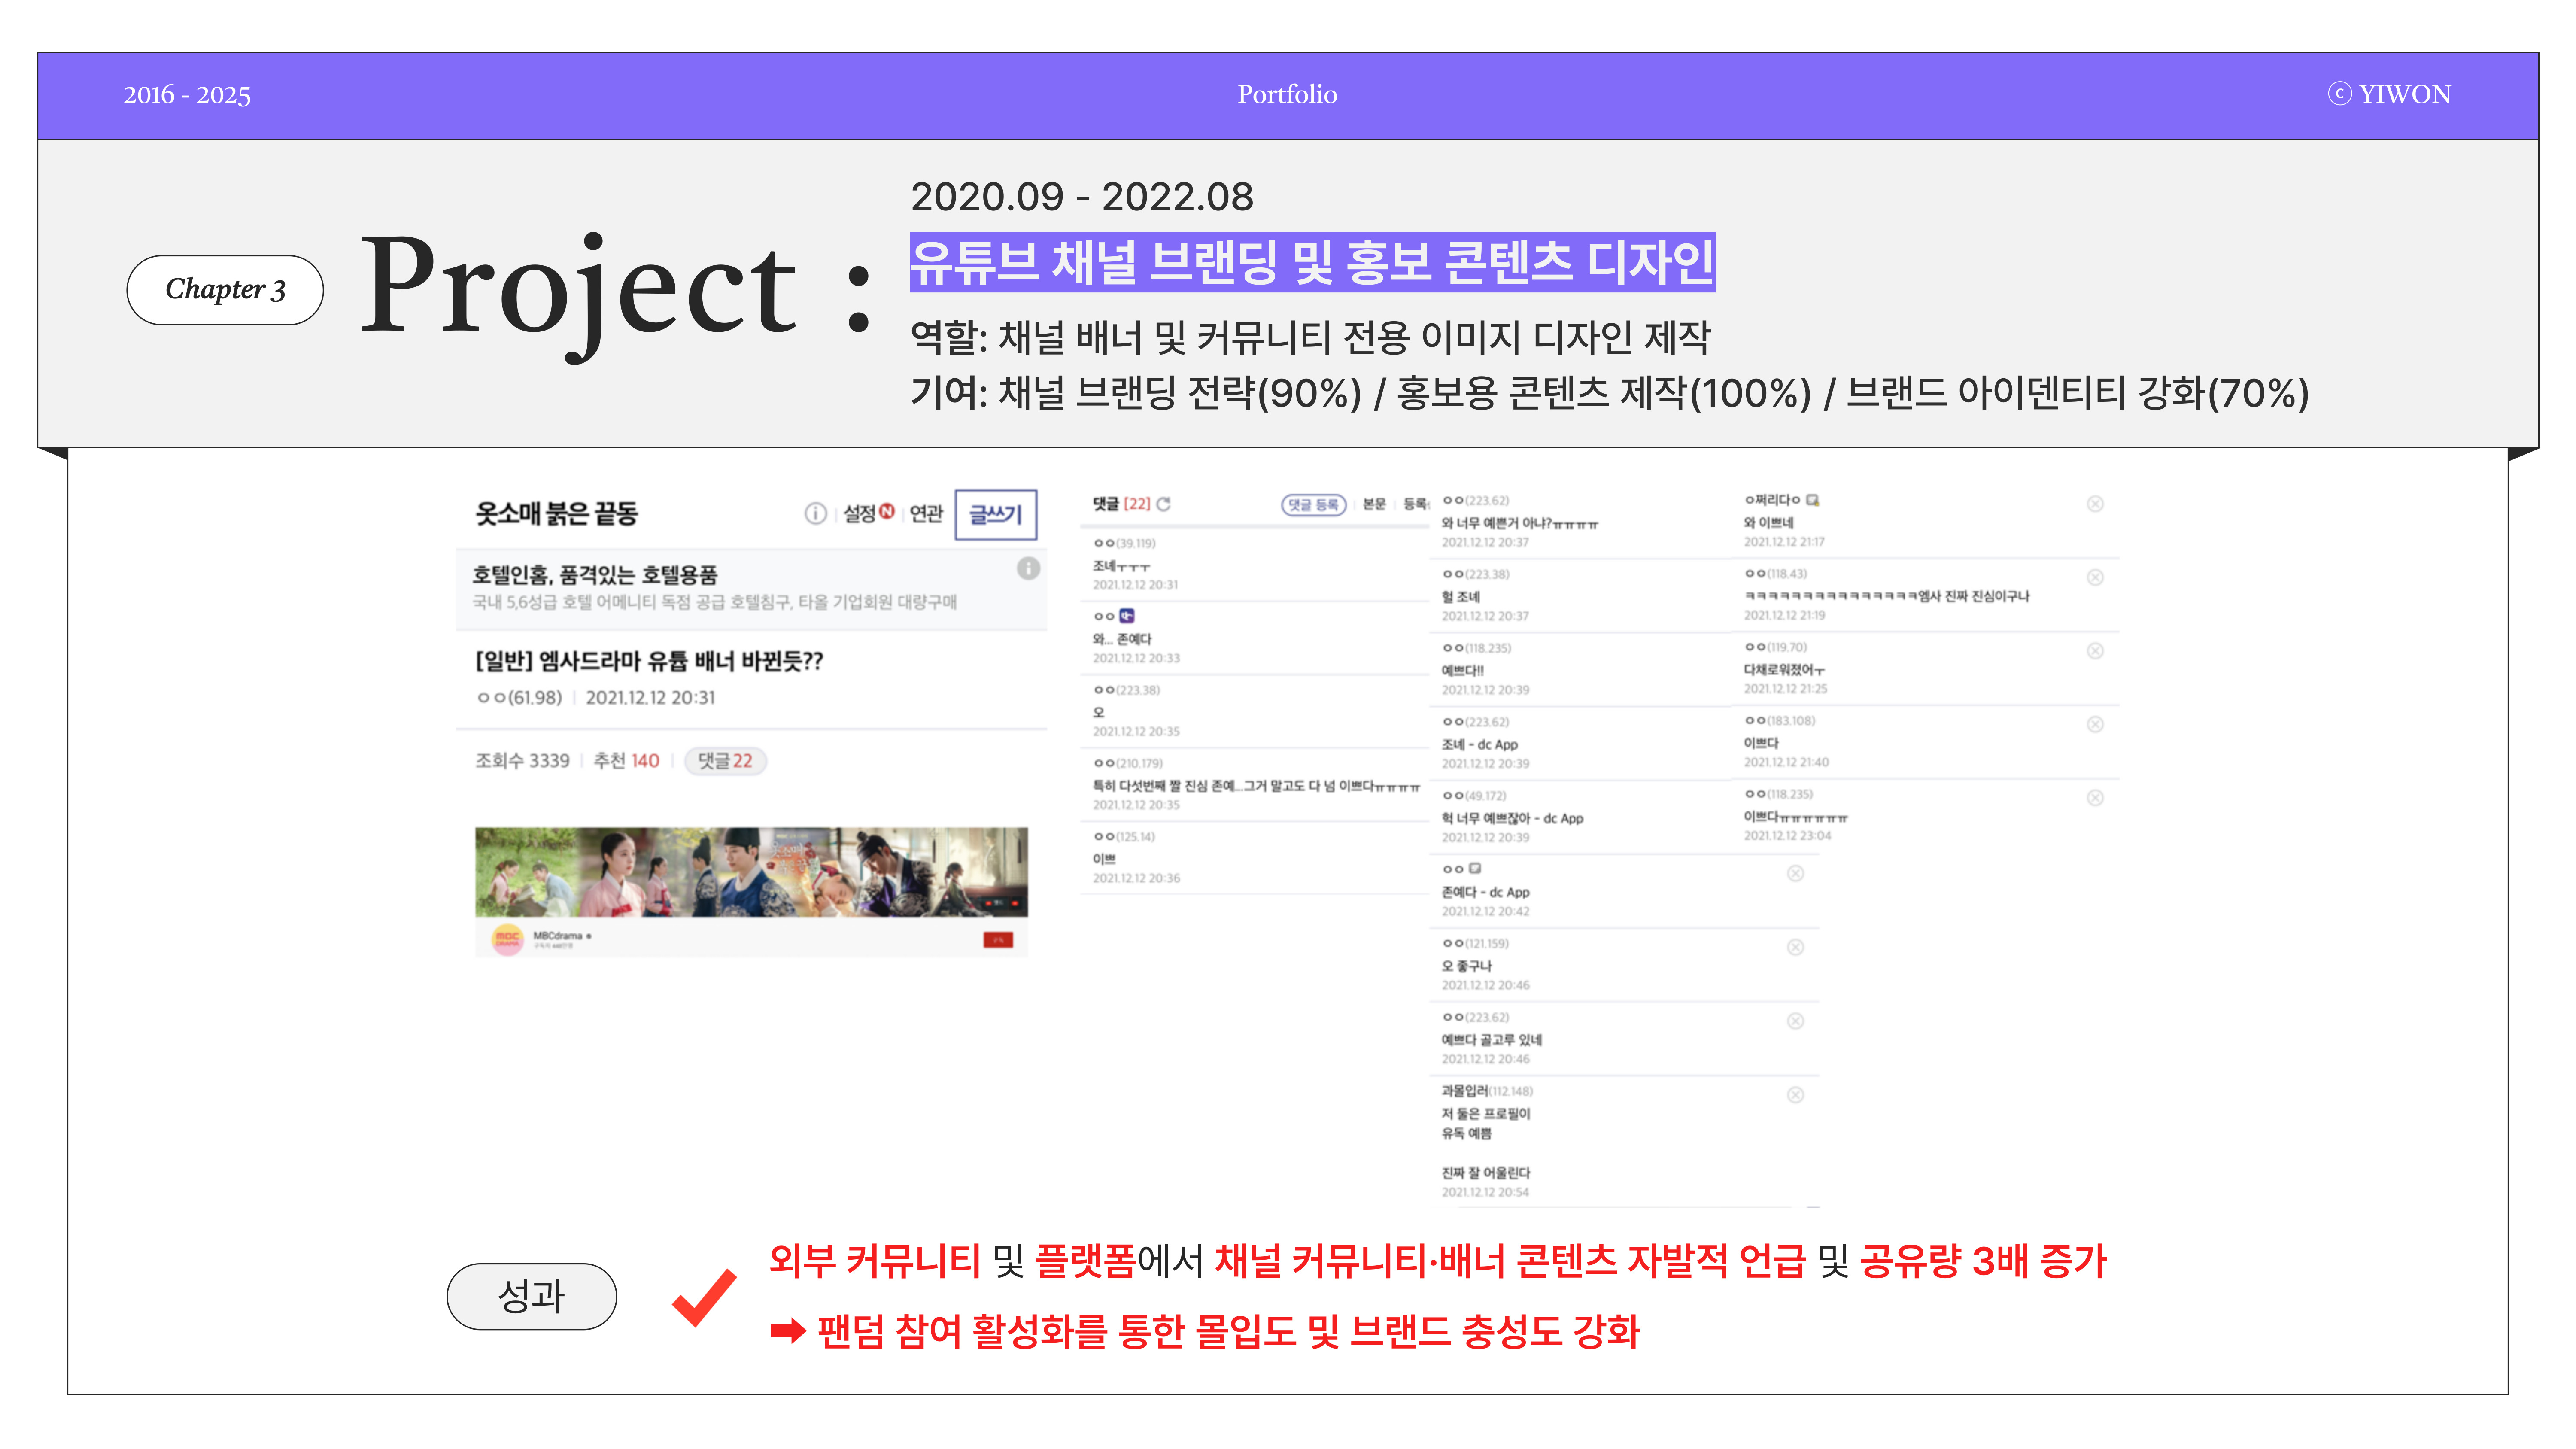 2016 - 2025
Portfolio
ⓒ YIWON
Chapter 3
Project :
2020.09 - 2022.08
유튜브 채널 브랜딩 및 홍보 콘텐츠 디자인
역할: 채널 배너 및 커뮤니티 전용 이미지 디자인 제작
기여: 채널 브랜딩 전략(90%) / 홍보용 콘텐츠 제작(100%) / 브랜드 아이덴티티 강화(70%)
옷소매 붉은 끝동
설정 N 연관 글쓰기
호텔인홈, 품격있는 호텔용품
국내 5,6성급 호텔 어메니티 독점 공급 호텔침구, 타올 기업회원 대량구매
[일반] 엠사드라마 유튭 배너 바뀐듯??
ㅇㅇ(61.98) 2021.12.12 20:31
조회수 3339 추천 140 댓글 22
MBCdrama
댓글 [22] 댓글 등록 본문
ㅇㅇ(39.119)
조녜ㅜㅜㅜ
2021.12.12 20:31
ㅇㅇ
와... 존예다
2021.12.12 20:33
ㅇㅇ(223.38)
오
2021.12.12 20:35
ㅇㅇ(210.179)
특히 다섯번째 짤 진심 존예...그거 말고도 다 넘 이쁘다ㅠㅠㅠㅠ
2021.12.12 20:35
ㅇㅇ(125.14)
이쁘
2021.12.12 20:36
ㅇㅇ(223.62)
와 너무 예쁜거 아냐?ㅠㅠㅠㅠ
2021.12.12 20:37
ㅇㅇ(223.38)
헐 조녜
2021.12.12 20:37
ㅇㅇ(118.235)
예쁘다!!
2021.12.12 20:39
ㅇㅇ(223.62)
조녜 - dc App
2021.12.12 20:39
ㅇㅇ(49.172)
헉 너무 예쁘잖아 - dc App
2021.12.12 20:39
ㅇㅇ
존예다 - dc App
2021.12.12 20:42
ㅇㅇ(121.159)
오 좋구나
2021.12.12 20:46
ㅇㅇ(223.62)
예쁘다 골고루 있네
2021.12.12 20:46
과몰입러(112.148)
저 둘은 프로필이
유독 예쁨
진짜 잘 어울린다
2021.12.12 20:54
ㅇ쩌리다ㅇ
와 이쁘네
2021.12.12 21:17
ㅇㅇ(118.43)
ㅋㅋㅋㅋㅋㅋㅋㅋㅋㅋㅋㅋㅋㅋㅋ엠사 진짜 진심이구나
2021.12.12 21:19
ㅇㅇ(119.70)
다채로워졌어ㅜ
2021.12.12 21:25
ㅇㅇ(183.108)
이쁘다
2021.12.12 21:40
ㅇㅇ(118.235)
이쁘다ㅠㅠㅠㅠㅠㅠ
2021.12.12 23:04
성과
외부 커뮤니티 및 플랫폼에서 채널 커뮤니티·배너 콘텐츠 자발적 언급 및 공유량 3배 증가
➡ 팬덤 참여 활성화를 통한 몰입도 및 브랜드 충성도 강화